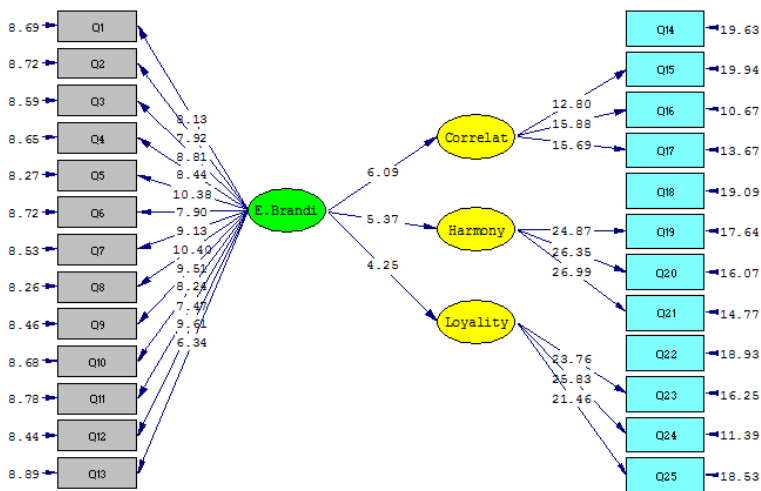 8.69 Q1
8.72 Q2
8.59 Q3
8.65 Q4
8.27 Q5
8.72 Q6
8.53 Q7
8.26 Q8
8.46 Q9
8.68 Q10
8.78 Q11
8.44 Q12
8.89 Q13
8.13
7.92
8.81
8.44
10.38
7.90
9.13
10.40
9.51
8.24
7.47
9.61
6.34
E.Brandi
6.09
5.37
4.25
Correlat
Harmony
Loyality
12.80
15.88
15.69
24.87
26.35
26.99
23.76
25.83
21.46
Q14 19.63
Q15 19.94
Q16 10.67
Q17 13.67
Q18 19.09
Q19 17.64
Q20 16.07
Q21 14.77
Q22 18.93
Q23 16.25
Q24 11.39
Q25 18.53